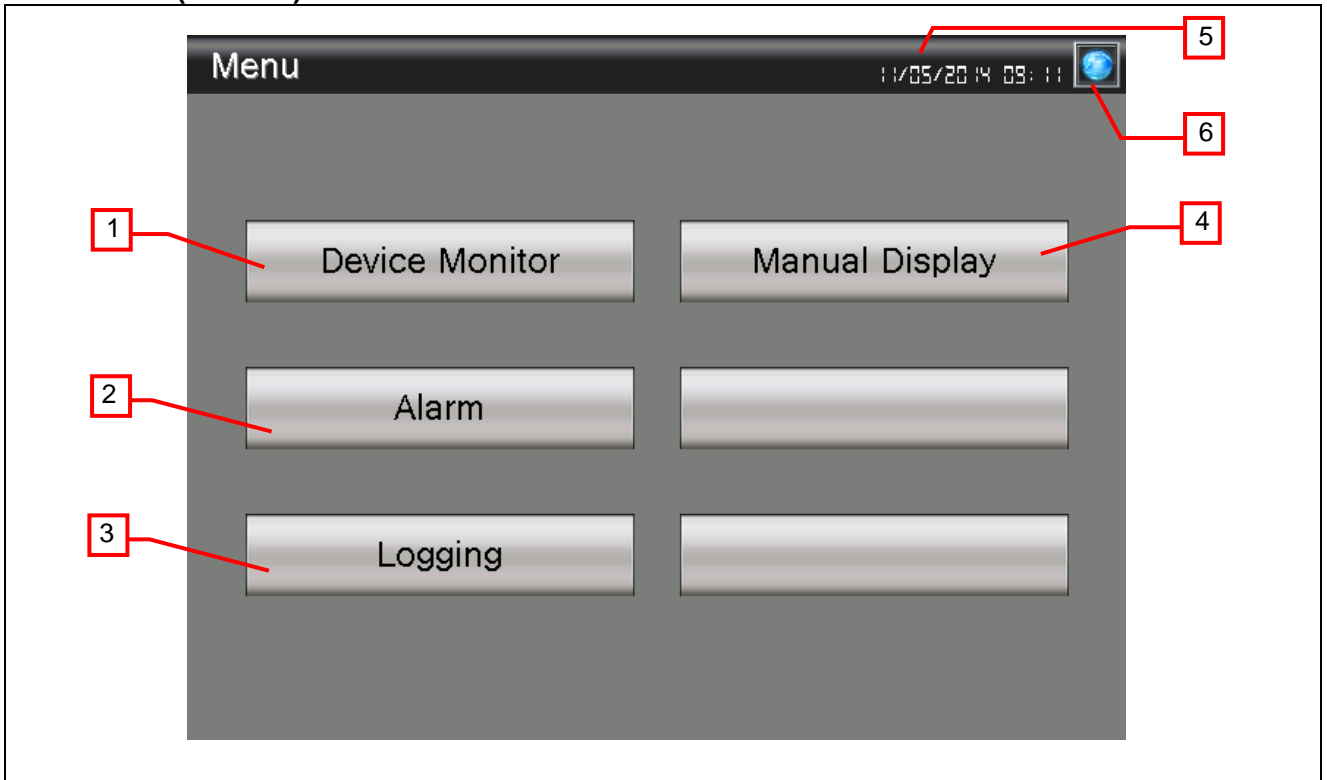 5
Menu
11/05/2014 09:11
6
1
4
Device Monitor
Manual Display
2
Alarm
3
Logging